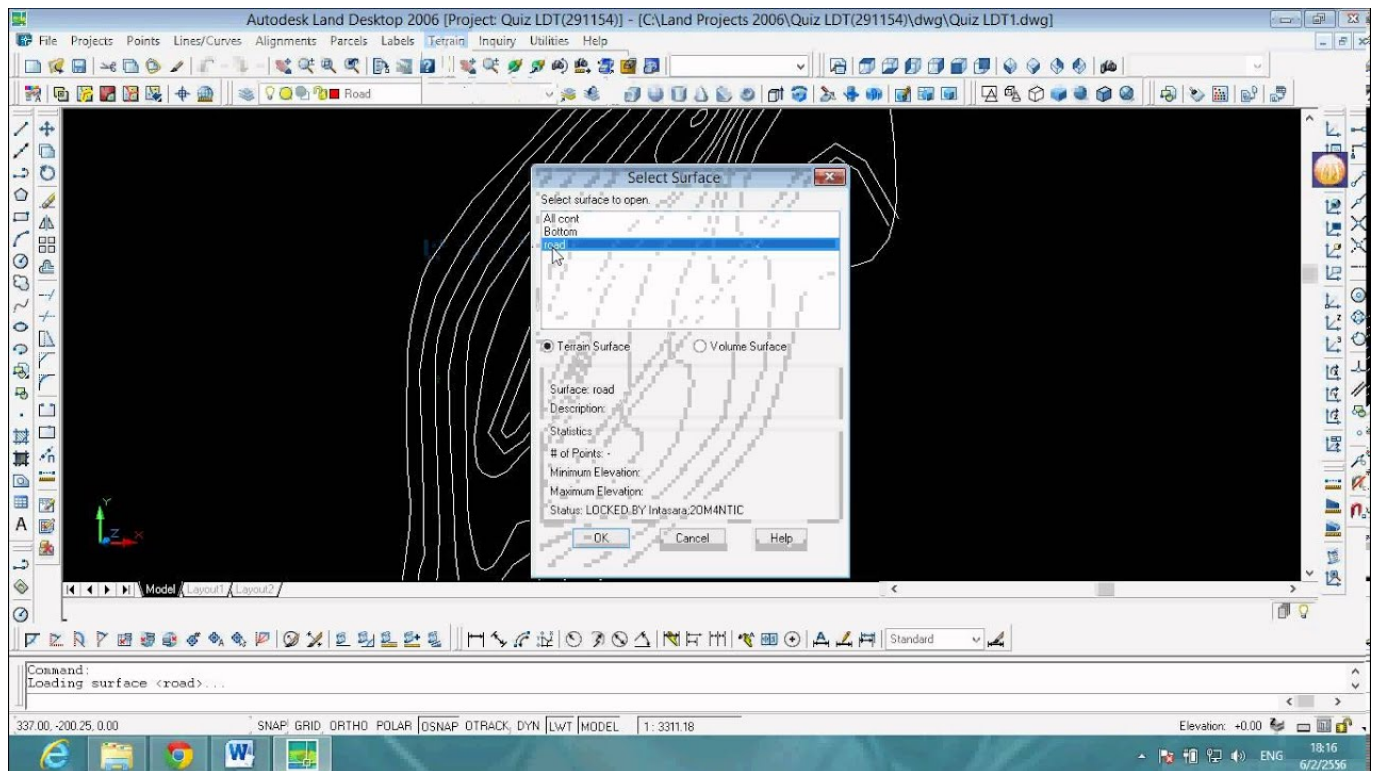 Autodesk Land Desktop 2006 [Project: Quiz LDT(291154)] - [C:\Land Projects 2006\Quiz LDT(291154)\dwg\Quiz LDT1.dwg]
File Projects Points Lines/Curves Alignments Parcels Labels Terrain Inquiry Utilities Help
Road
Select Surface
Select surface to open.
All cont
Bottom
road
Terrain Surface Volume Surface
Surface: road
Description:
Statistics
# of Points: -
Minimum Elevation:
Maximum Elevation:
Status: LOCKED BY Intasara;20M4NTIC
OK Cancel Help
Y
Z X
Model Layout1 Layout2
Standard
Command:
Loading surface <road>...
337.00, -200.25, 0.00 SNAP GRID ORTHO POLAR OSNAP OTRACK DYN LWT MODEL 1: 3311.18 Elevation: +0.00
ENG 18:16
6/2/2556